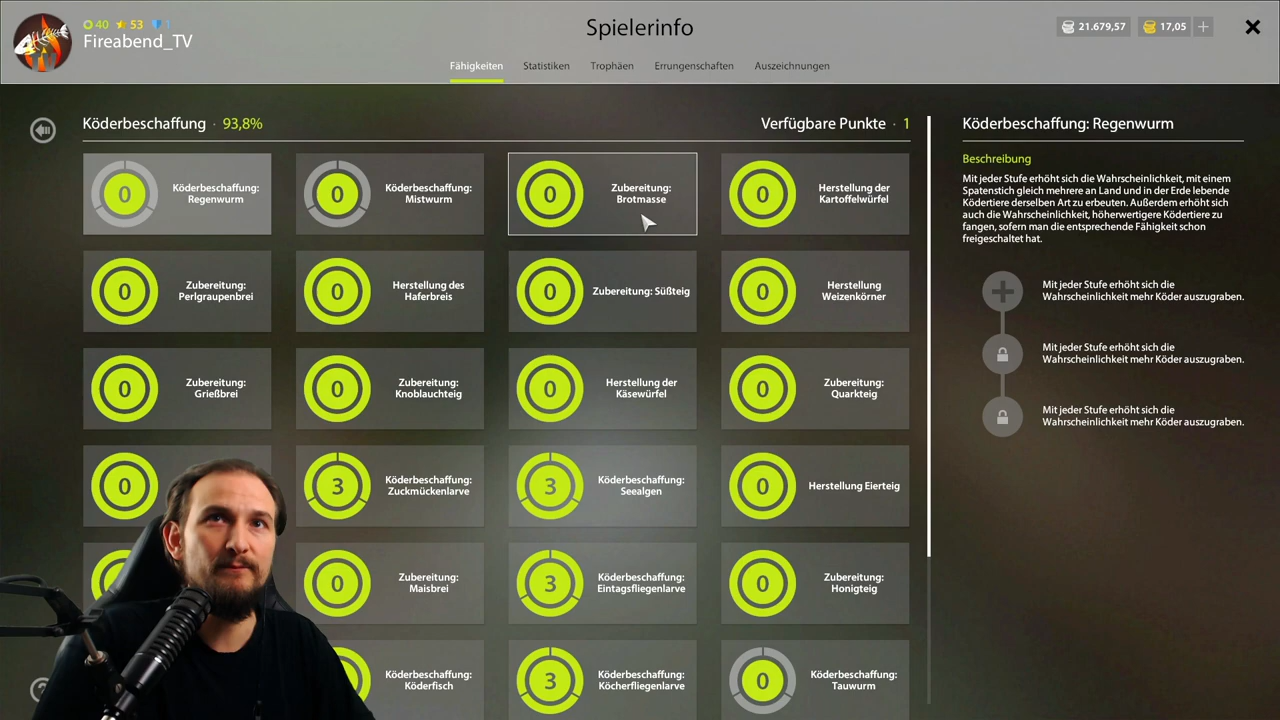 40 53 1
Fireabend_TV
Spielerinfo
21.679,57 17,05
Fähigkeiten Statistiken Trophäen Errungenschaften Auszeichnungen
Köderbeschaffung · 93,8%
Verfügbare Punkte · 1
0 Köderbeschaffung:
Regenwurm
0 Köderbeschaffung:
Mistwurm
0 Zubereitung:
Brotmasse
0 Herstellung der
Kartoffelwürfel
0 Zubereitung:
Perlgraupenbrei
0 Herstellung des
Haferbreis
0 Zubereitung: Süßteig
0 Herstellung
Weizenkörner
0 Zubereitung:
Grießbrei
0 Zubereitung:
Knoblauchteig
0 Herstellung der
Käsewürfel
0 Zubereitung:
Quarkteig
0
3 Köderbeschaffung:
Zuckmückenlarve
3 Köderbeschaffung:
Seealgen
0 Herstellung Eierteig
0 Zubereitung:
Maisbrei
3 Köderbeschaffung:
Eintagsfliegenlarve
0 Zubereitung:
Honigteig
Köderbeschaffung:
Köderfisch
3 Köderbeschaffung:
Köcherfliegenlarve
0 Köderbeschaffung:
Tauwurm
Köderbeschaffung: Regenwurm
Beschreibung
Mit jeder Stufe erhöht sich die Wahrscheinlichkeit, mit einem
Spatenstich gleich mehrere an Land und in der Erde lebende
Ködertiere derselben Art zu erbeuten. Außerdem erhöht sich
auch die Wahrscheinlichkeit, höherwertigere Ködertiere zu
fangen, sofern man die entsprechende Fähigkeit schon
freigeschaltet hat.
Mit jeder Stufe erhöht sich die
Wahrscheinlichkeit mehr Köder auszugraben.
Mit jeder Stufe erhöht sich die
Wahrscheinlichkeit mehr Köder auszugraben.
Mit jeder Stufe erhöht sich die
Wahrscheinlichkeit mehr Köder auszugraben.